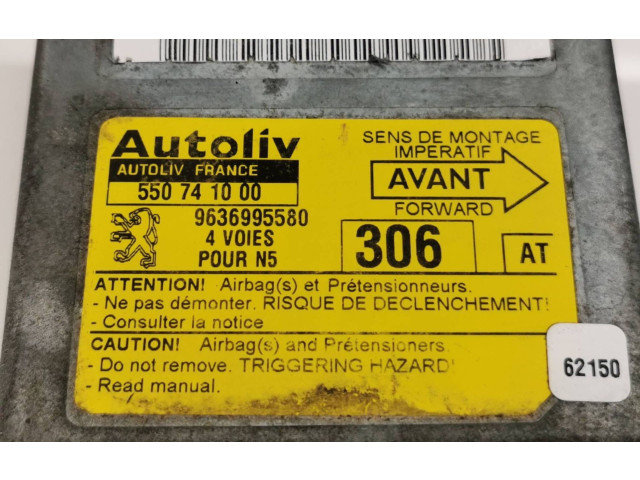 Autoliv
AUTOLIV FRANCE
550 74 10 00
9636995580
4 VOIES
POUR N5
SENS DE MONTAGE
IMPERATIF
AVANT
FORWARD
306
AT
ATTENTION! Airbag(s) et Prétensionneurs.
- Ne pas démonter. RISQUE DE DECLENCHEMENT!
- Consulter la notice
CAUTION! Airbag(s) and Prétensioners.
- Do not remove. TRIGGERING HAZARD!
- Read manual.
62150